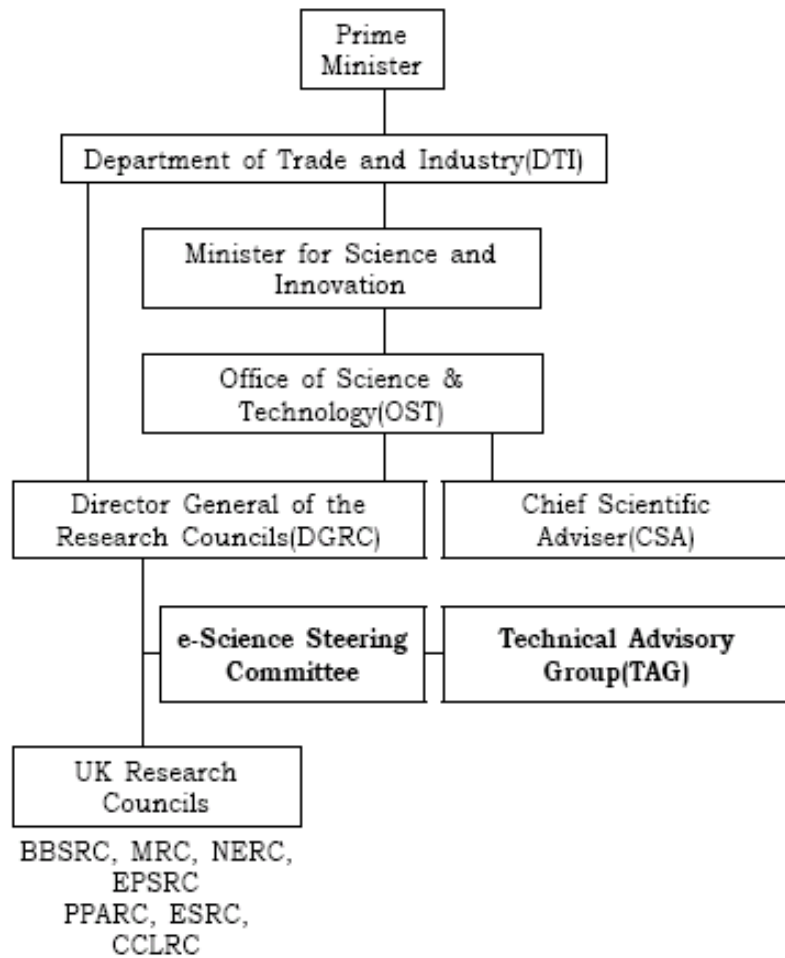 Prime
Minister
Department of Trade and Industry(DTI)
Minister for Science and
Innovation
Office of Science &
Technology(OST)
Director General of the
Research Councils(DGRC)
Chief Scientific
Adviser(CSA)
e-Science Steering
Committee
Technical Advisory
Group(TAG)
UK Research
Councils
BBSRC, MRC, NERC,
EPSRC
PPARC, ESRC,
CCLRC